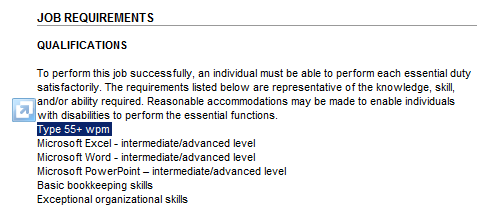 JOB REQUIREMENTS
QUALIFICATIONS
To perform this job successfully, an individual must be able to perform each essential duty
satisfactorily. The requirements listed below are representative of the knowledge, skill,
and/or ability required. Reasonable accommodations may be made to enable individuals
with disabilities to perform the essential functions.
Type 55+ wpm
Microsoft Excel - intermediate/advanced level
Microsoft Word - intermediate/advanced level
Microsoft PowerPoint – intermediate/advanced level
Basic bookkeeping skills
Exceptional organizational skills